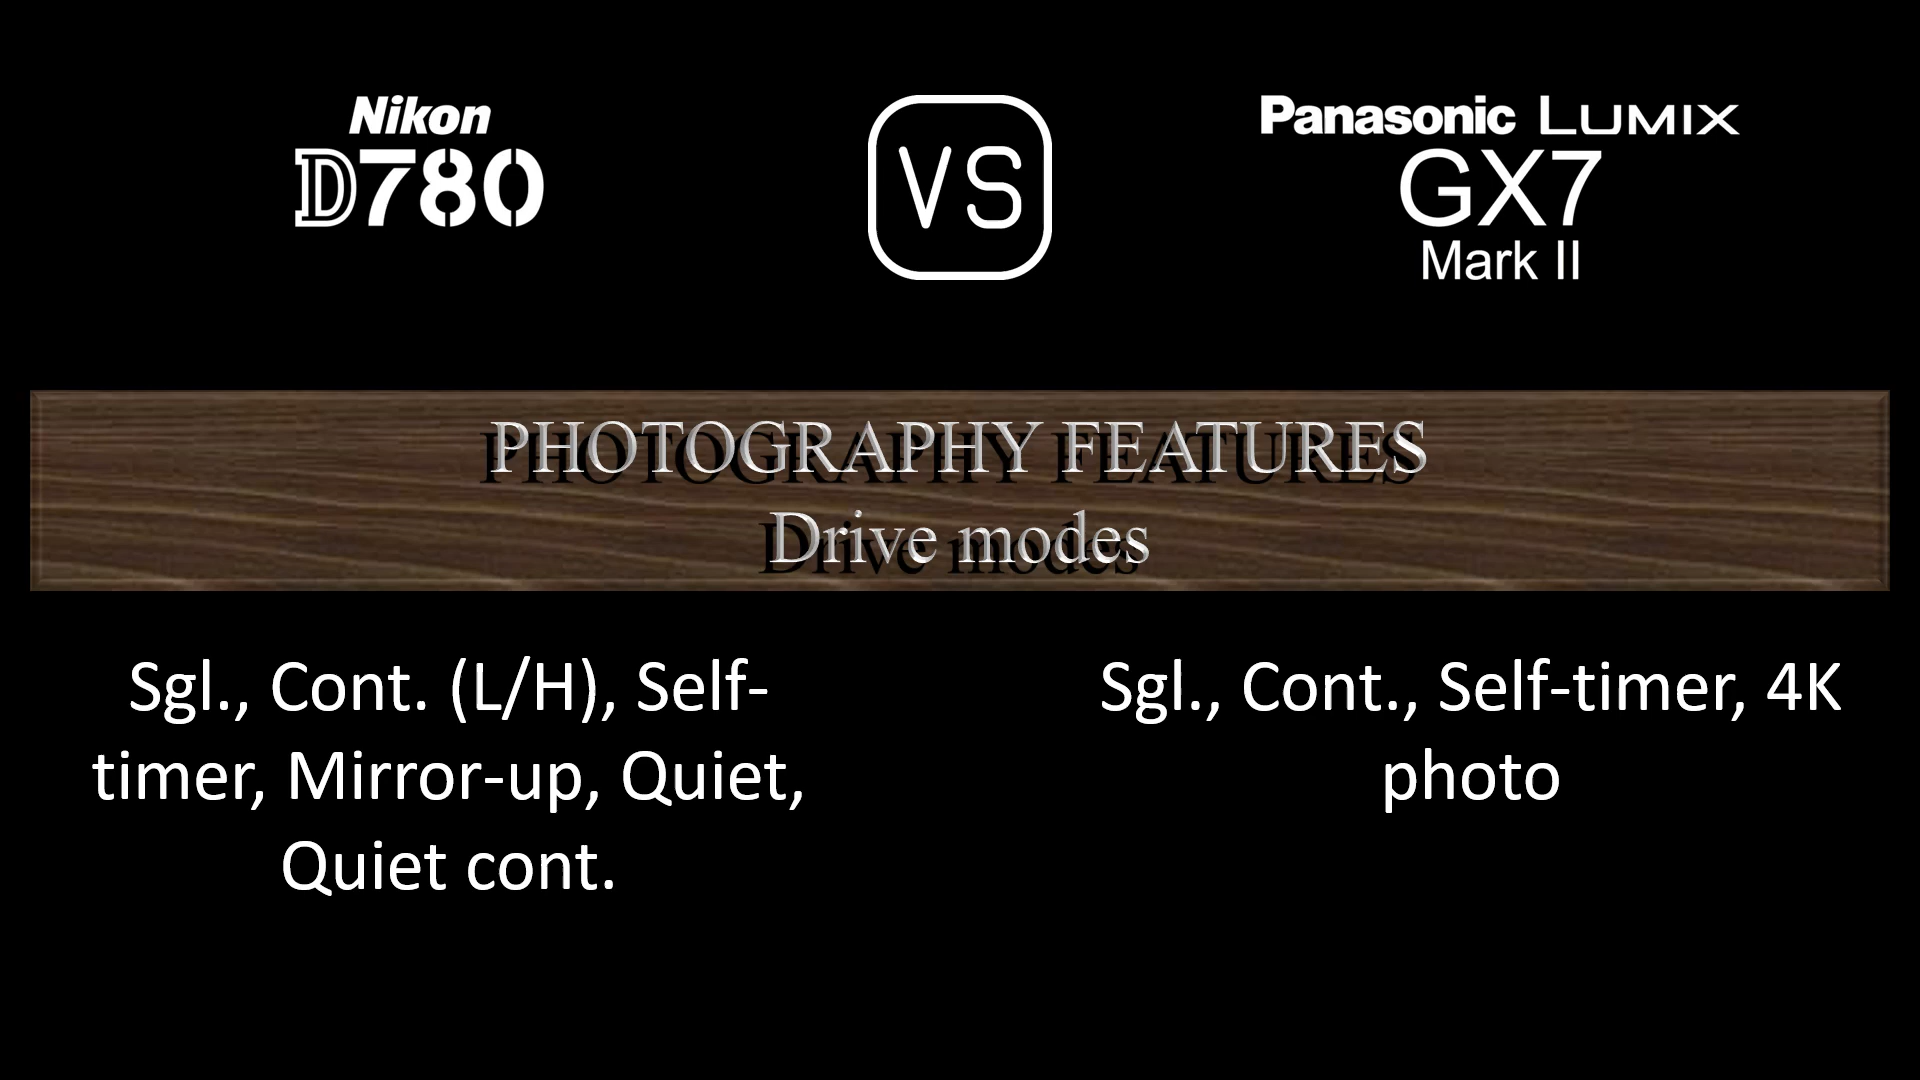 Nikon
D780
VS
Panasonic LUMIX
GX7
Mark II
PHOTOGRAPHY FEATURES
Drive modes
Sgl., Cont. (L/H), Self-
timer, Mirror-up, Quiet,
Quiet cont.
Sgl., Cont., Self-timer, 4K
photo